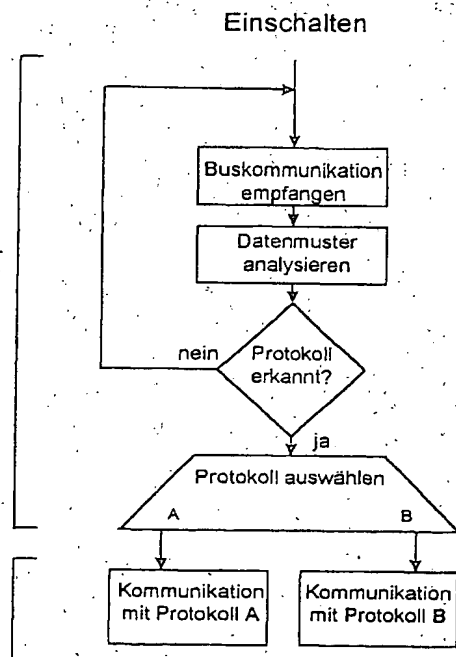 Einschalten
Buskommunikation
empfangen
Datenmuster
analysieren
nein
Protokoll
erkannt?
ja
Protokoll auswählen
A
B
Kommunikation
mit Protokoll A
Kommunikation
mit Protokoll B